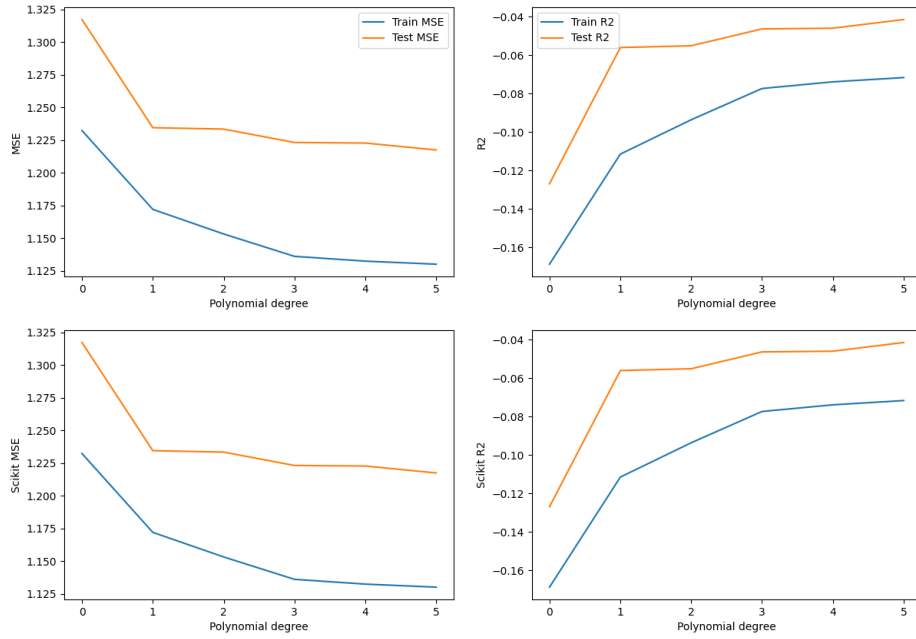 MSE
1.325
1.300
1.275
1.250
1.225
1.200
1.175
1.150
1.125
0 1 2 3 4 5
Polynomial degree
Train MSE
Test MSE
R2
−0.04
−0.06
−0.08
−0.10
−0.12
−0.14
−0.16
0 1 2 3 4 5
Polynomial degree
Train R2
Test R2
Scikit MSE
1.325
1.300
1.275
1.250
1.225
1.200
1.175
1.150
1.125
0 1 2 3 4 5
Polynomial degree
Scikit R2
−0.04
−0.06
−0.08
−0.10
−0.12
−0.14
−0.16
0 1 2 3 4 5
Polynomial degree